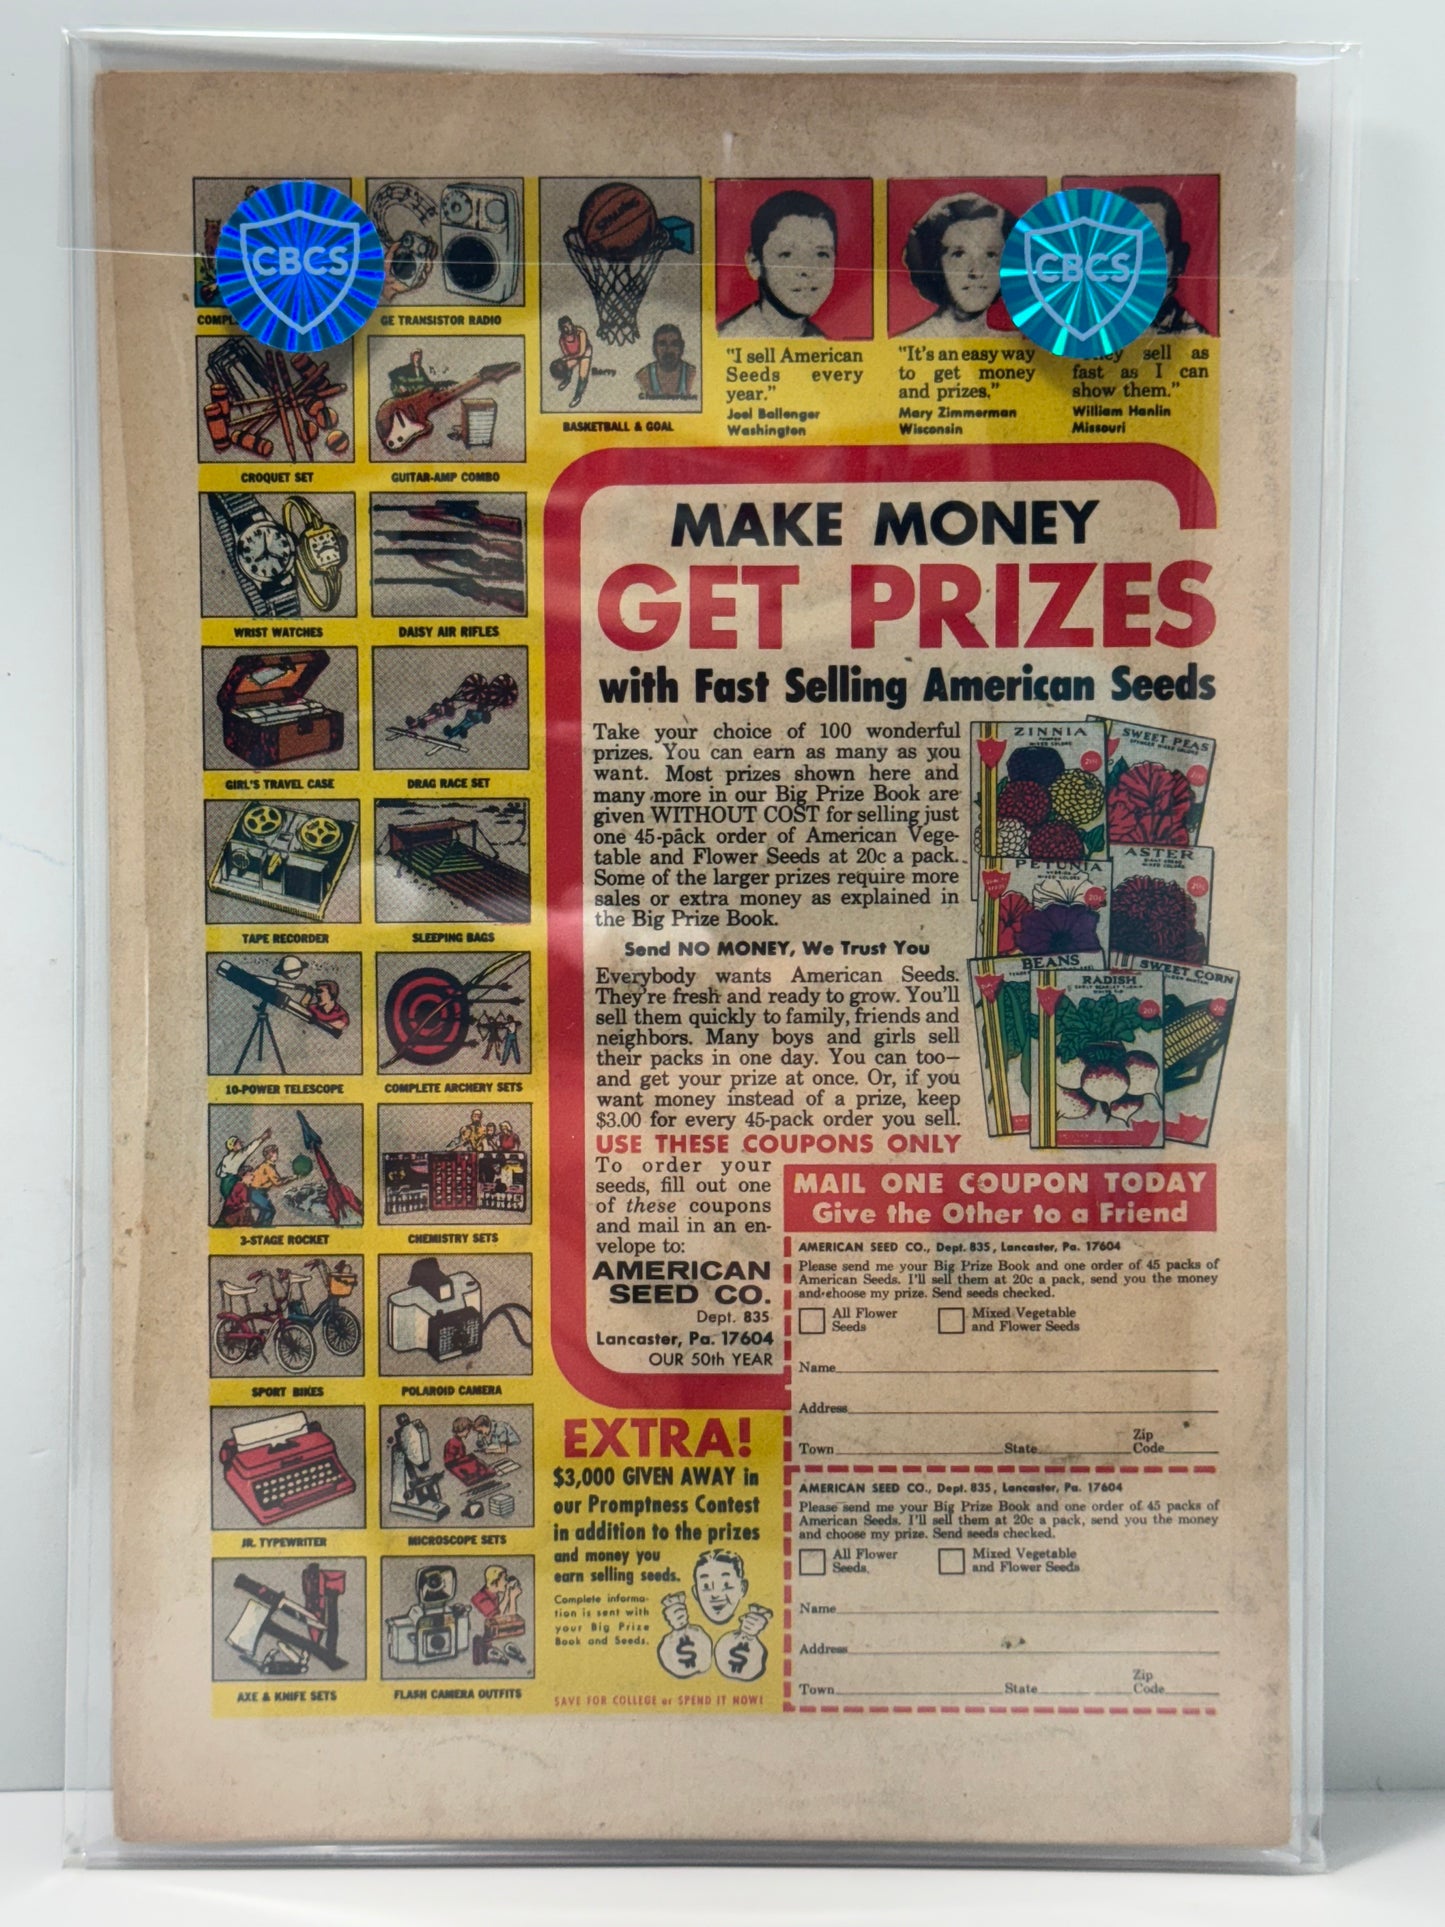 CBCS
CBCS
GE TRANSISTOR RADIO
Barry
Chamberlain
BASKETBALL & GOAL
CROQUET SET
GUITAR-AMP COMBO
WRIST WATCHES
DAISY AIR RIFLES
GIRL'S TRAVEL CASE
DRAG RACE SET
TAPE RECORDER
SLEEPING BAGS
10-POWER TELESCOPE
COMPLETE ARCHERY SETS
3-STAGE ROCKET
CHEMISTRY SETS
SPORT BIKES
POLAROID CAMERA
JR. TYPEWRITER
MICROSCOPE SETS
AXE & KNIFE SETS
FLASH CAMERA OUTFITS
"I sell American
Seeds every
year."
Joel Ballenger
Washington
"It's an easy way
to get money
and prizes."
Mary Zimmerman
Wisconsin
sell as
fast as I can
show them."
William Hanlin
Missouri
MAKE MONEY
GET PRIZES
with Fast Selling American Seeds
Take your choice of 100 wonderful
prizes. You can earn as many as you
want. Most prizes shown here and
many more in our Big Prize Book are
given WITHOUT COST for selling just
one 45-pack order of American Vege-
table and Flower Seeds at 20c a pack.
Some of the larger prizes require more
sales or extra money as explained in
the Big Prize Book.
Send NO MONEY, We Trust You
Everybody wants American Seeds.
They're fresh and ready to grow. You'll
sell them quickly to family, friends and
neighbors. Many boys and girls sell
their packs in one day. You can too—
and get your prize at once. Or, if you
want money instead of a prize, keep
$3.00 for every 45-pack order you sell.
USE THESE COUPONS ONLY
To order your
seeds, fill out one
of these coupons
and mail in an en-
velope to:
AMERICAN
SEED CO.
Dept. 835
Lancaster, Pa. 17604
OUR 50th YEAR
ZINNIA
MIXED COLORS
SWEET PEAS
PETUNIA
MIXED COLORS
ASTER
MIXED COLORS
BEANS
RADISH
SWEET CORN
MAIL ONE COUPON TODAY
Give the Other to a Friend
AMERICAN SEED CO., Dept. 835, Lancaster, Pa. 17604
Please send me your Big Prize Book and one order of 45 packs of
American Seeds. I'll sell them at 20c a pack, send you the money
and choose my prize. Send seeds checked.
All Flower
Seeds
Mixed Vegetable
and Flower Seeds
Name
Address
Town State Zip Code
AMERICAN SEED CO., Dept. 835, Lancaster, Pa. 17604
Please send me your Big Prize Book and one order of 45 packs of
American Seeds. I'll sell them at 20c a pack, send you the money
and choose my prize. Send seeds checked.
All Flower
Seeds
Mixed Vegetable
and Flower Seeds
Name
Address
Town State Zip Code
EXTRA!
$3,000 GIVEN AWAY in
our Promptness Contest
in addition to the prizes
and money you
earn selling seeds.
Complete informa-
tion is sent with
your Big Prize
Book and Seeds.
$ $
SAVE FOR COLLEGE or SPEND IT NOW!